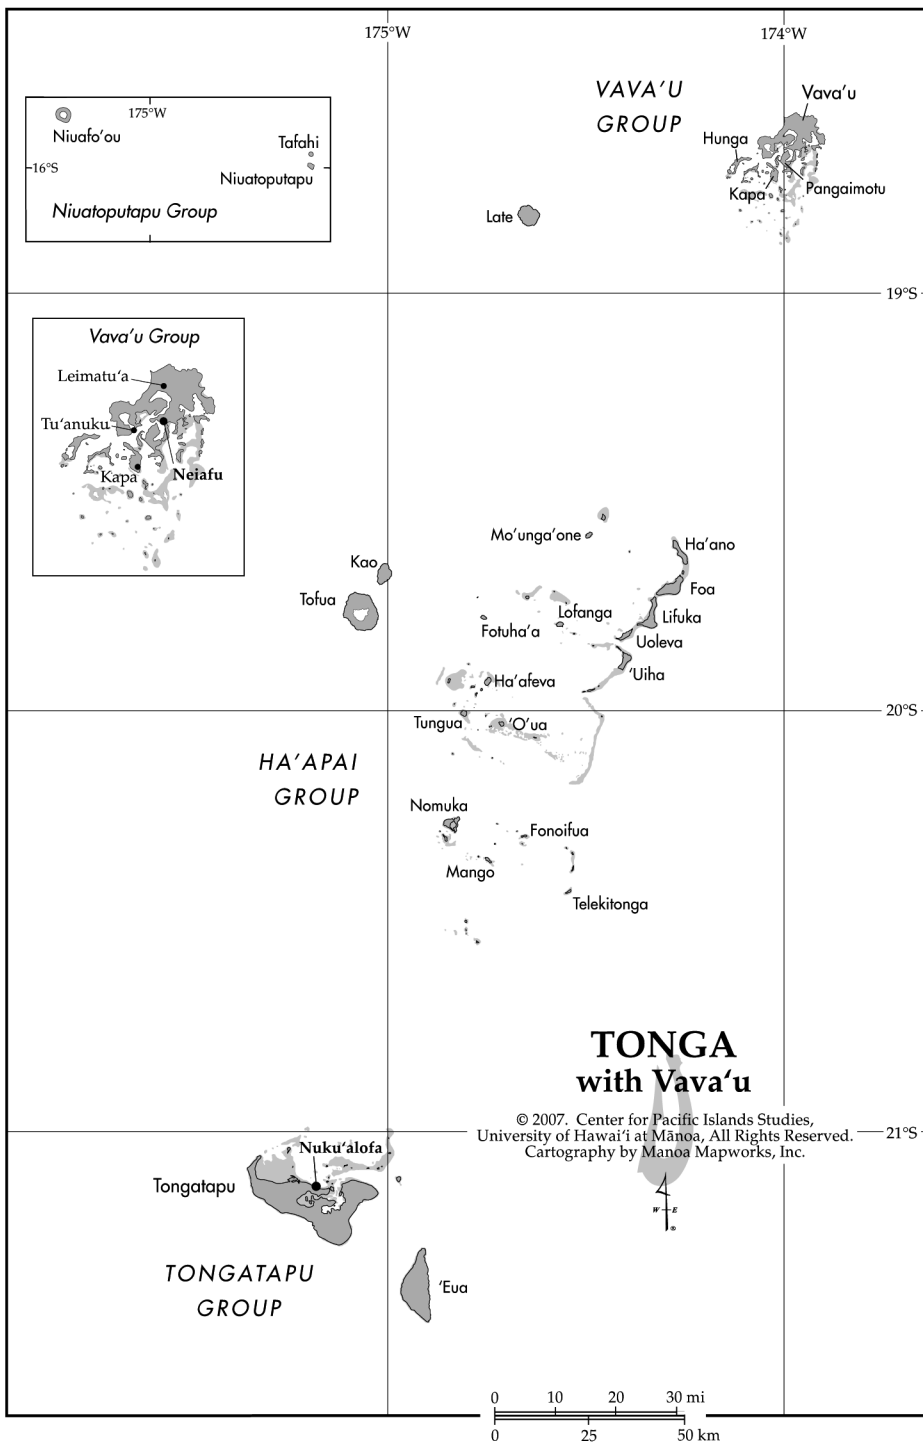 175°W
174°W
VAVA‘U
GROUP
Vava‘u
Hunga
Kapa
Pangaimotu
Late
175°W
Niuafo‘ou
Tafahi
16°S
Niuatoputapu
Niuatoputapu Group
19°S
Vava‘u Group
Leimatu‘a
Tu‘anuku
Kapa
Neiafu
Mo‘unga‘one
Ha‘ano
Kao
Foa
Tofua
Lofanga
Lifuka
Fotuha‘a
Uoleva
‘Uiha
Ha‘afeva
20°S
Tungua
‘O‘ua
HA‘APAI
GROUP
Nomuka
Fonoifua
Mango
Telekitonga
TONGA
with Vava‘u
© 2007. Center for Pacific Islands Studies,
University of Hawai‘i at Mānoa, All Rights Reserved.
Cartography by Manoa Mapworks, Inc.
21°S
Nuku‘alofa
Tongatapu
W E
®
TONGATAPU
GROUP
‘Eua
0 10 20 30 mi
0 25 50 km